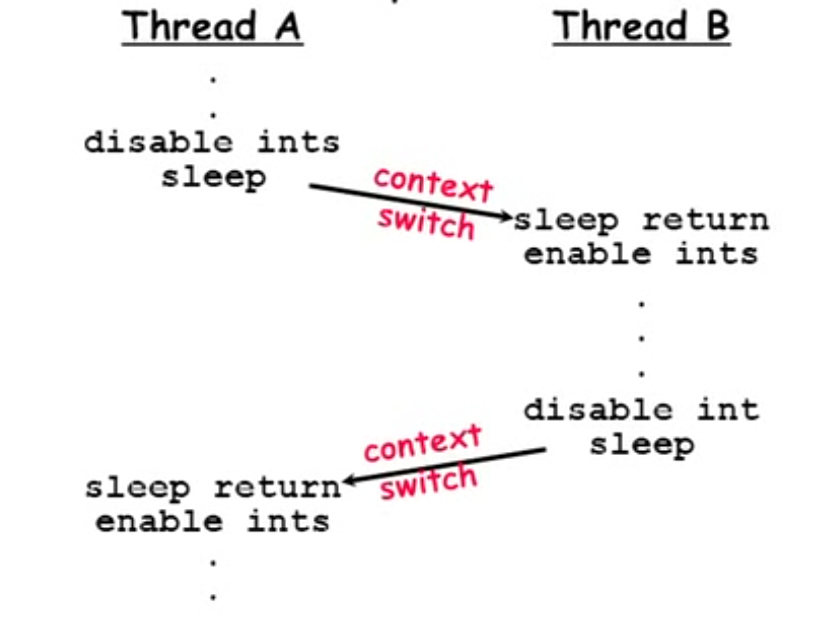 Thread A
Thread B
.
.
disable ints
sleep
context
switch
sleep return
enable ints
.
.
.
disable int
sleep
context
switch
sleep return
enable ints
.
.